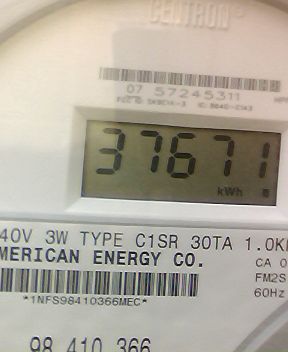 CENTRON®
07 57245311
37671
kWh
40V 3W TYPE C1SR 30TA 1.0K
MERICAN ENERGY CO.
CA 0
FM2S
60Hz
*1NFS98410366MEC*
98 410 366